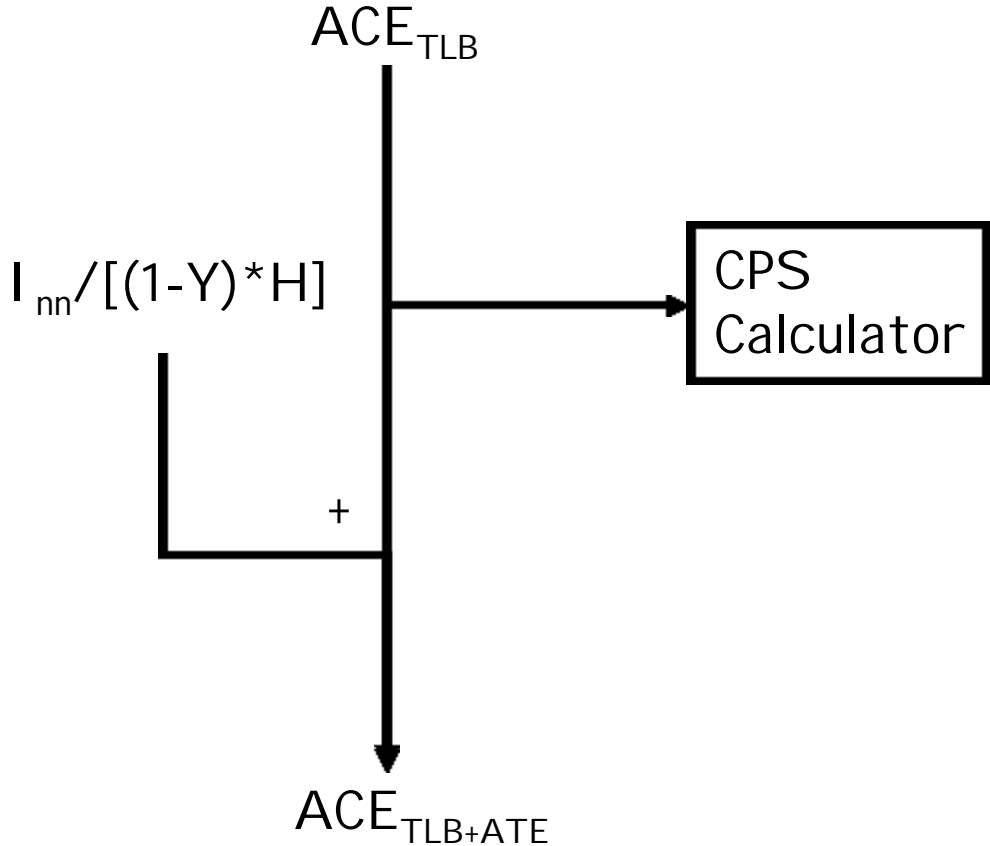 ACE_TLB
I_nn/[(1-Y)*H]
CPS
Calculator
+
ACE_TLB+ATE